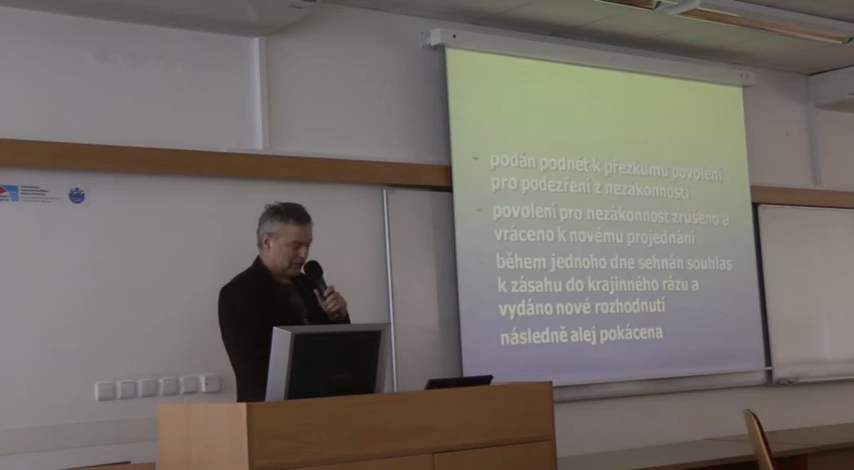 - podán podnět k přezkumu povolení
pro podezření z nezákonnosti
- povolení pro nezákonnost zrušeno a
vráceno k novému projednání
- během jednoho dne sehnán souhlas
k zásahu do krajinného rázu a
vydáno nové rozhodnutí
následně alej pokácena